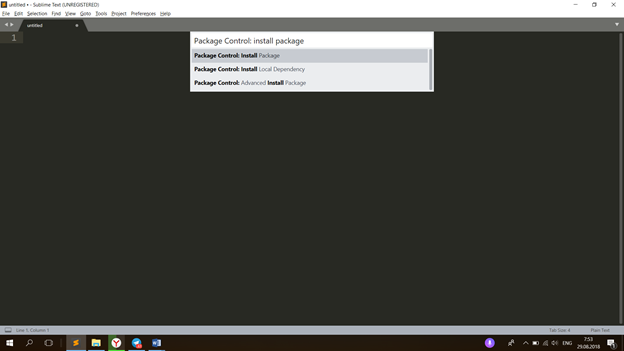 untitled • - Sublime Text (UNREGISTERED)
File Edit Selection Find View Goto Tools Project Preferences Help
untitled
1
Package Control: install package
Package Control: Install Package
Package Control: Install Local Dependency
Package Control: Advanced Install Package
Line 1, Column 1
Tab Size: 4
Plain Text
ENG
7:53
29.08.2018